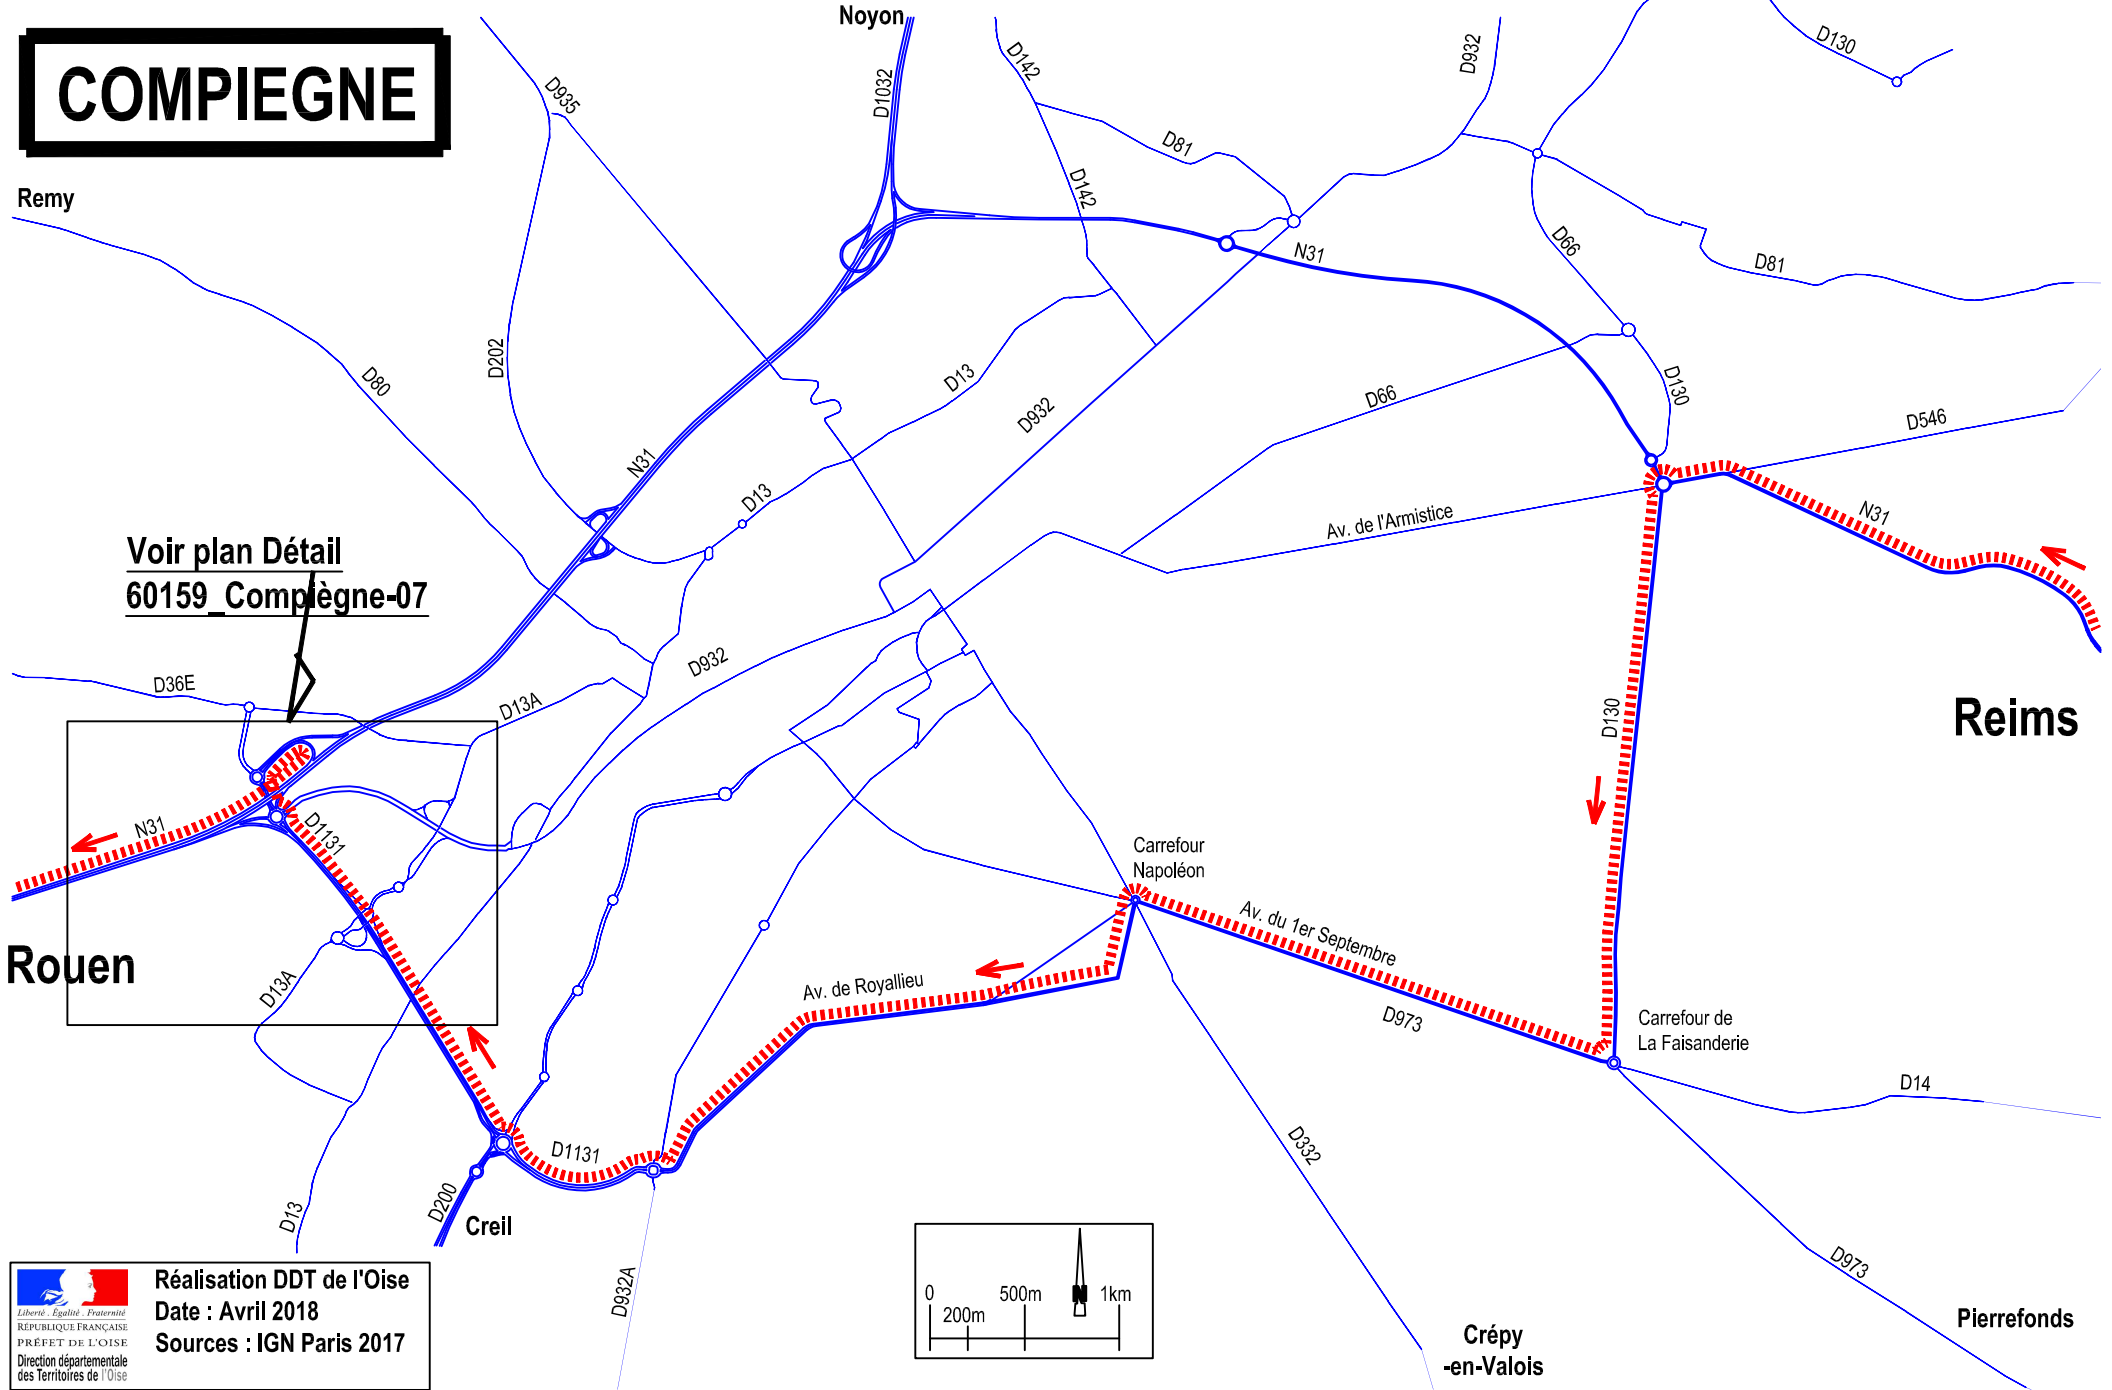 COMPIEGNE
Noyon
D130
D932
D142
D935
D1032
D81
D142
Remy
D66
N31
D81
D202
D80
D13
D130
D66
D932
D546
N31
D13
N31
Av. de l'Armistice
Voir plan Détail
60159_Compiègne-07
D932
D36E
D13A
D130
Reims
N31
D1131
Carrefour
Napoléon
Av. du 1er Septembre
Rouen
D13A
Av. de Royallieu
D973
Carrefour de
La Faisanderie
D14
D1131
D332
D200
D13
Creil
D973
D932A
Pierrefonds
Crépy
-en-Valois
0
500m
N
1km
200m
Liberté . Égalité . Fraternité
RÉPUBLIQUE FRANÇAISE
PRÉFET DE L'OISE
Direction départementale
des Territoires de l'Oise
Réalisation DDT de l'Oise
Date : Avril 2018
Sources : IGN Paris 2017